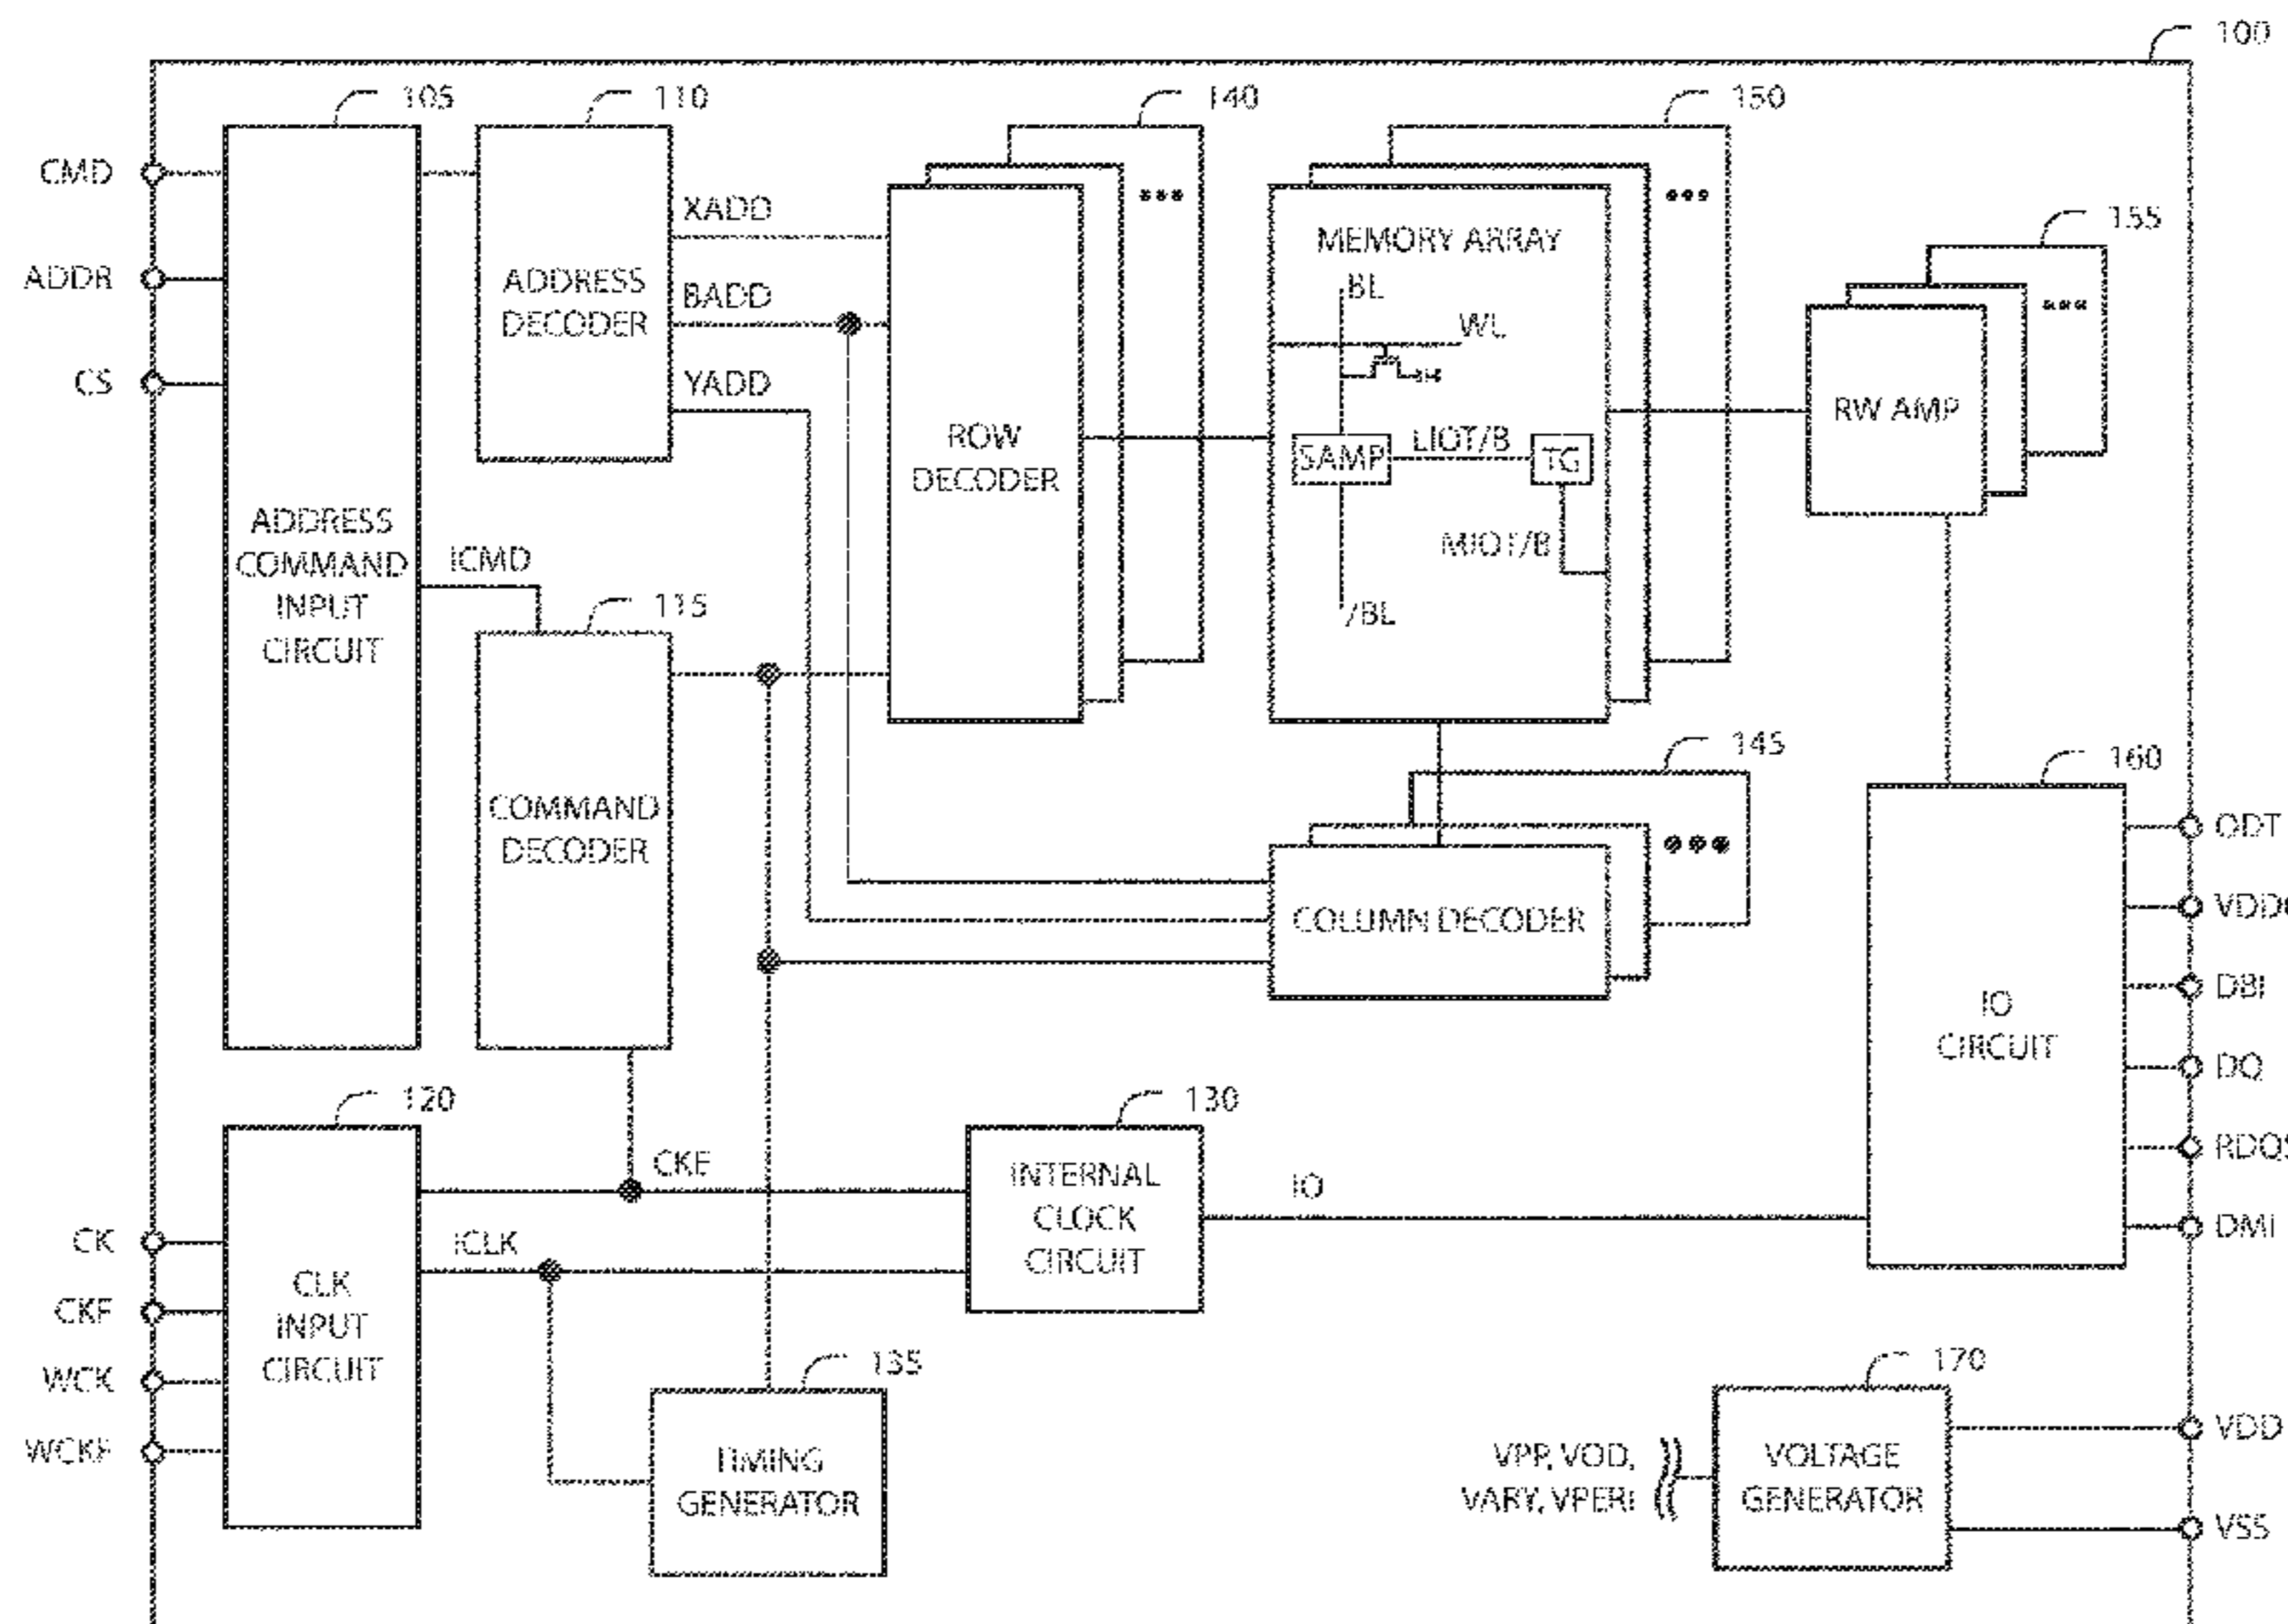 100
105
110
140
150
CMD
XADD
MEMORY ARRAY
155
ADDR
ADDRESS
DECODER
BADD
BL
WL
CS
YADD
RW AMP
ROW
DECODER
SAMP
LIOT/B
TG
ADDRESS
COMMAND
INPUT
CIRCUIT
ICMD
MIOT/B
115
/BL
145
160
COMMAND
DECODER
ODT
COLUMN DECODER
DBI
IO
CIRCUIT
DQ
120
130
CKE
INTERNAL
CLOCK
CIRCUIT
IO
DMI
CK
ICLK
CLK
INPUT
CIRCUIT
CKF
WCK
135
170
WCKF
TIMING
GENERATOR
VPP, VOD,
VARY, VPERI
VOLTAGE
GENERATOR
VDD
VSS